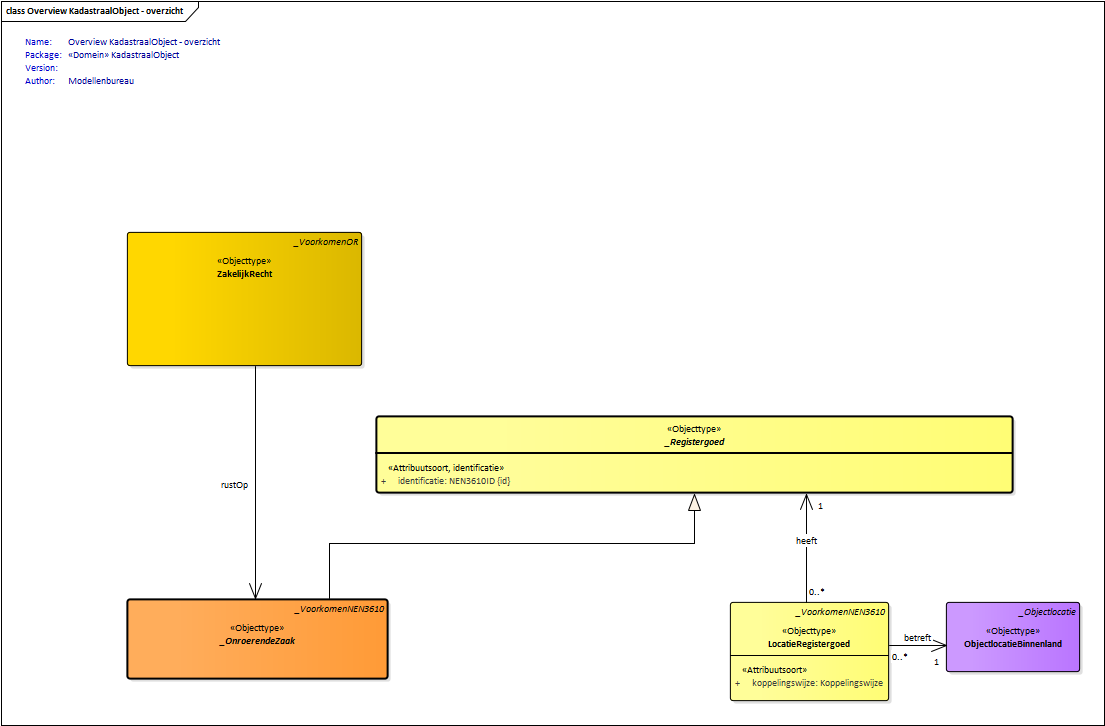 class Overview KadastraalObject - overzicht
Name: Overview KadastraalObject - overzicht
Package: «Domein» KadastraalObject
Version:
Author: Modellenbureau
_VoorkomenOR
«Objecttype»
ZakelijkRecht
«Objecttype»
_Registergoed
«Attribuutsoort, identificatie»
+ identificatie: NEN3610ID {id}
rustOp
1
heeft
0..*
_VoorkomenNEN3610
«Objecttype»
_OnroerendeZaak
_VoorkomenNEN3610
«Objecttype»
LocatieRegistergoed
«Attribuutsoort»
+ koppelingswijze: Koppelingswijze
betreft
0..*
1
_Objectlocatie
«Objecttype»
ObjectlocatieBinnenland